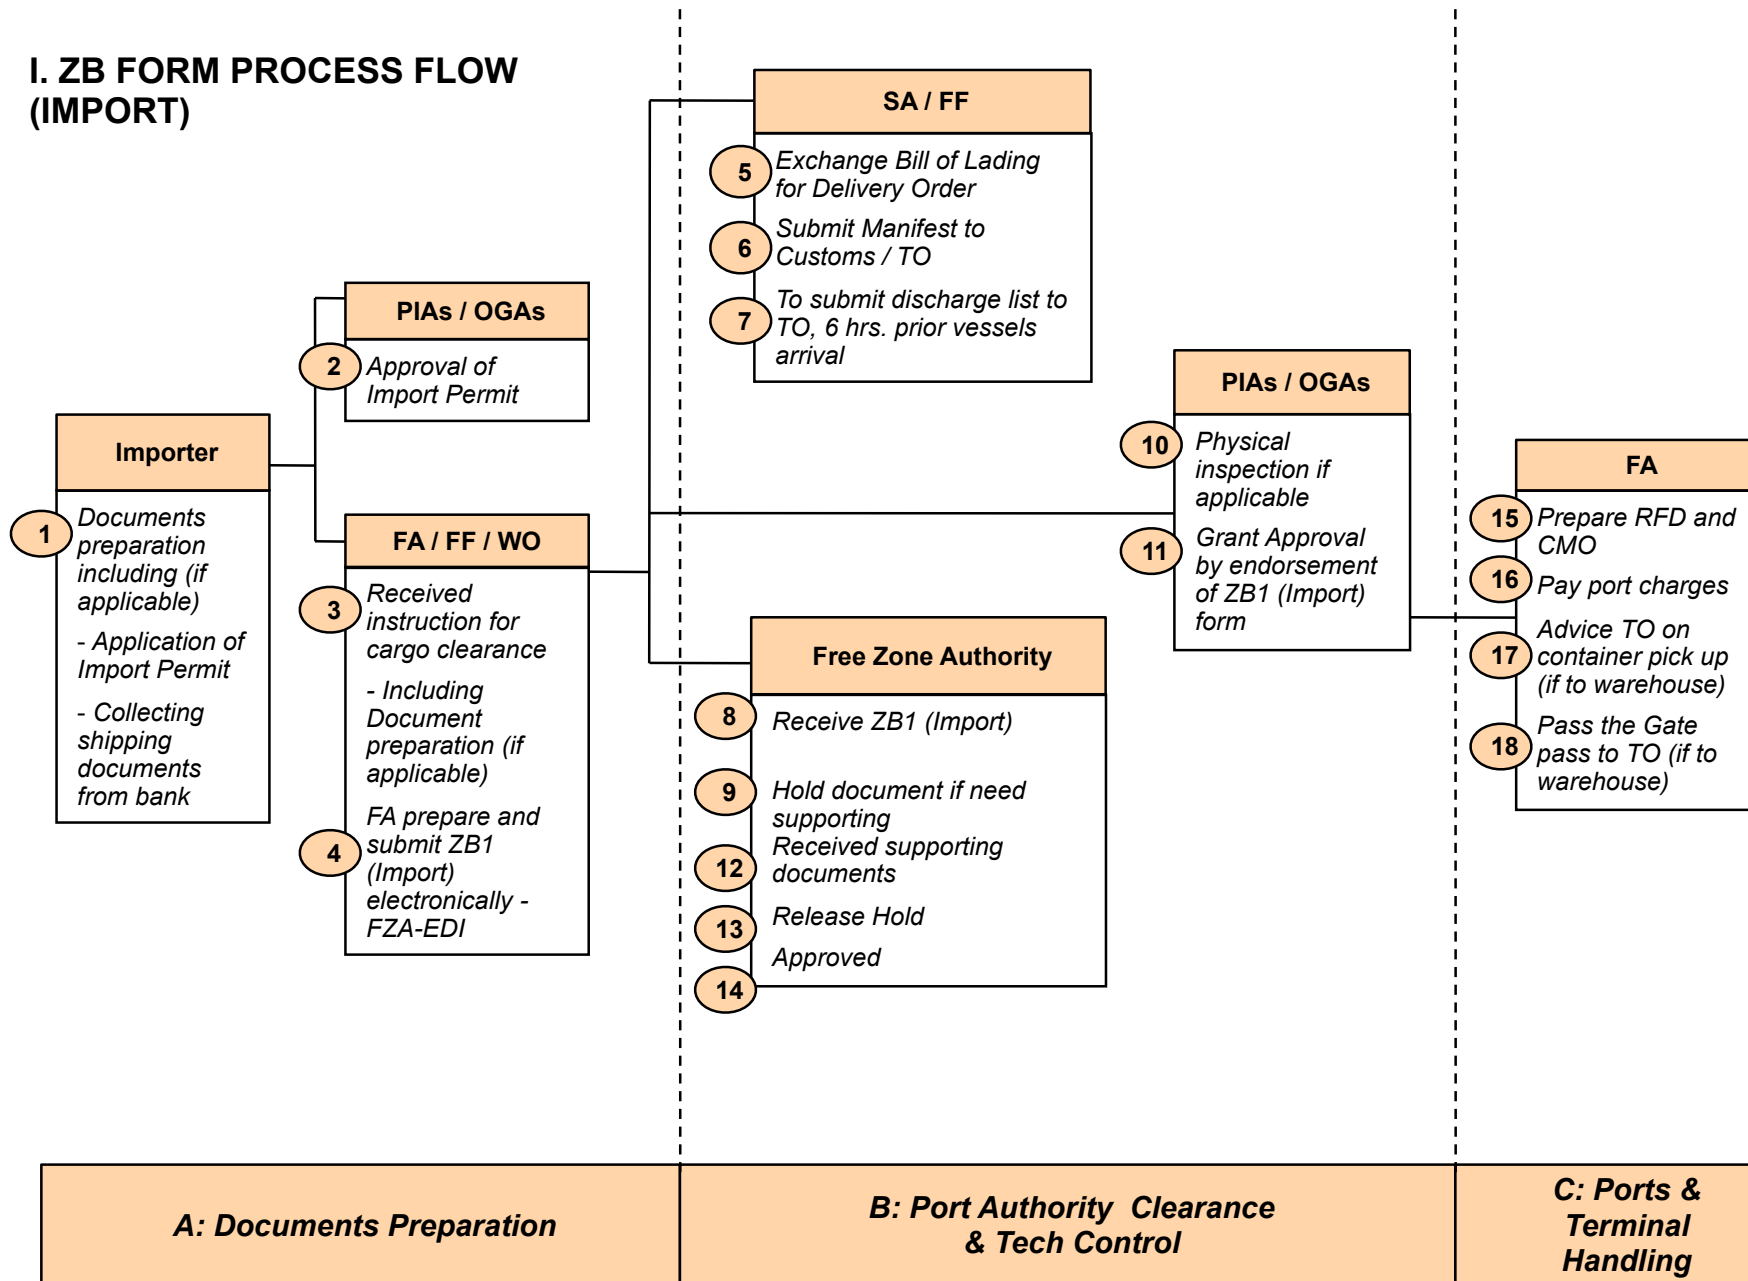 I. ZB FORM PROCESS FLOW
(IMPORT)
Importer
1
Documents
preparation
including (if
applicable)
- Application of
Import Permit
- Collecting
shipping
documents
from bank
PIAs / OGAs
2
Approval of
Import Permit
FA / FF / WO
3
Received
instruction for
cargo clearance
- Including
Document
preparation (if
applicable)
4
FA prepare and
submit ZB1
(Import)
electronically -
FZA-EDI
SA / FF
5
Exchange Bill of Lading
for Delivery Order
6
Submit Manifest to
Customs / TO
7
To submit discharge list to
TO, 6 hrs. prior vessels
arrival
Free Zone Authority
8
Receive ZB1 (Import)
9
Hold document if need
supporting
12
Received supporting
documents
13
Release Hold
14
Approved
PIAs / OGAs
10
Physical
inspection if
applicable
11
Grant Approval
by endorsement
of ZB1 (Import)
form
FA
15
Prepare RFD and
CMO
16
Pay port charges
17
Advice TO on
container pick up
(if to warehouse)
18
Pass the Gate
pass to TO (if to
warehouse)
A: Documents Preparation
B: Port Authority Clearance
& Tech Control
C: Ports &
Terminal
Handling